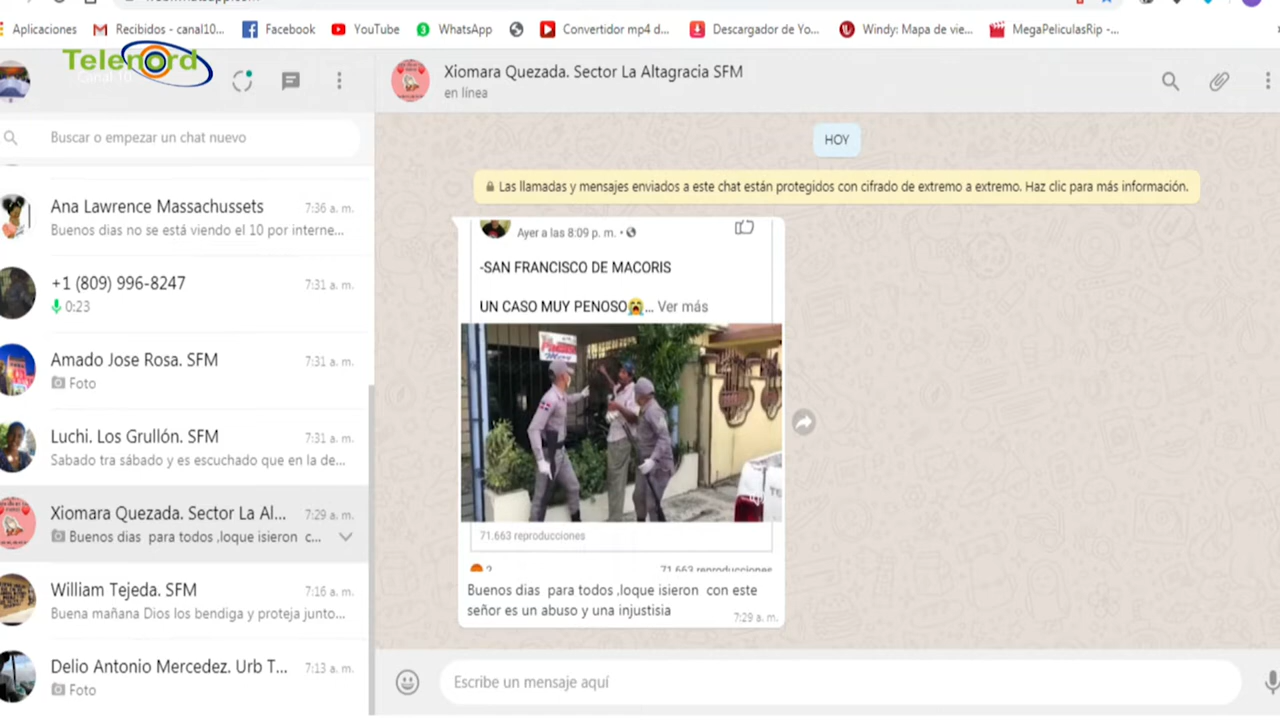 Aplicaciones
Recibidos - canal10...
Facebook
YouTube
WhatsApp
Convertidor mp4 d...
Descargador de Yo...
Windy: Mapa de vie...
MegaPeliculasRip -...
Telenord
Canal 10
Buscar o empezar un chat nuevo
Ana Lawrence Massachussets
7:36 a. m.
Buenos dias no se está viendo el 10 por interne...
+1 (809) 996-8247
7:31 a. m.
0:23
Amado Jose Rosa. SFM
7:31 a. m.
Foto
Luchi. Los Grullón. SFM
7:31 a. m.
Sabado tra sábado y es escuchado que en la de...
Xiomara Quezada. Sector La Al...
7:29 a. m.
Buenos dias para todos ,loque isieron c...
William Tejeda. SFM
7:16 a. m.
Buena mañana Dios los bendiga y proteja junto...
Delio Antonio Mercedez. Urb T...
7:13 a. m.
Foto
Xiomara Quezada. Sector La Altagracia SFM
en línea
HOY
Las llamadas y mensajes enviados a este chat están protegidos con cifrado de extremo a extremo. Haz clic para más información.
Ayer a las 8:09 p. m. •
-SAN FRANCISCO DE MACORIS
UN CASO MUY PENOSO😭... Ver más
71,663 reproducciones
2
71,663 reproducciones
Buenos dias para todos ,loque isieron con este
señor es un abuso y una injustisia
7:29 a. m.
Escribe un mensaje aquí